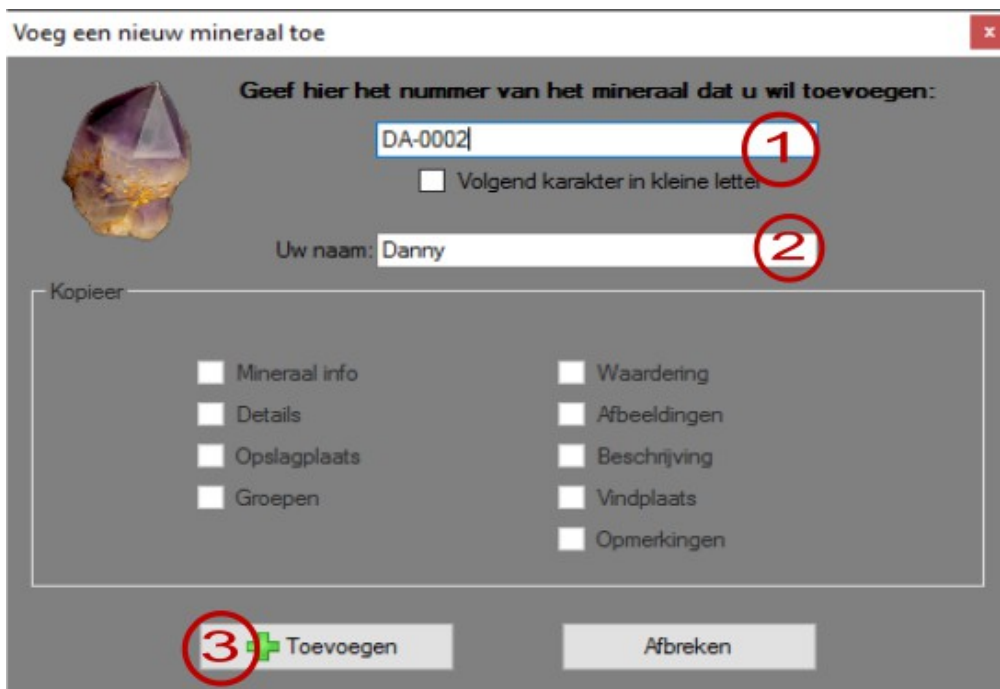 Voeg een nieuw mineraal toe
x
Geef hier het nummer van het mineraal dat u wil toevoegen:
DA-0002
1
Volgend karakter in kleine letter
Uw naam: Danny
2
Kopieer
Mineraal info Waardering
Details Afbeeldingen
Opslagplaats Beschrijving
Groepen Vindplaats
Opmerkingen
3 Toevoegen Afbreken